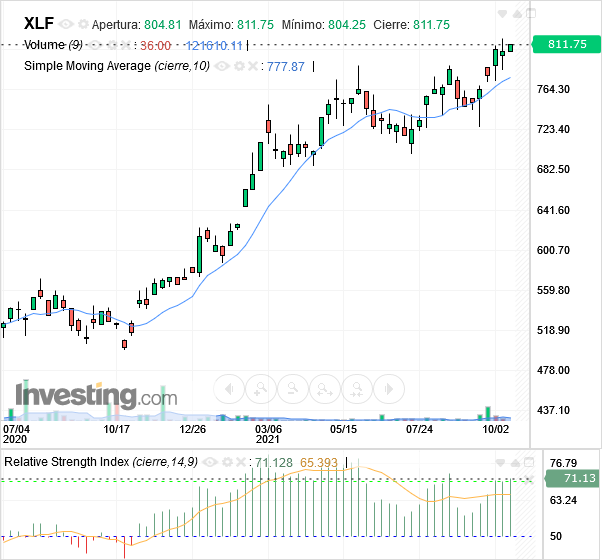 XLF Apertura: 804.81 Máximo: 811.75 Mínimo: 804.25 Cierre: 811.75
811.75
Volume (9) : 36.00 -121610.11
Simple Moving Average (cierre,10) : 777.87
764.30
723.40
682.50
641.60
600.70
559.80
518.90
478.00
437.10
Investing.com
07/04 10/17 12/26 03/06 05/15 07/24 10/02
2020 2021
Relative Strength Index (cierre,14,9) : 71.128 65.393
76.79
71.13
63.24
50